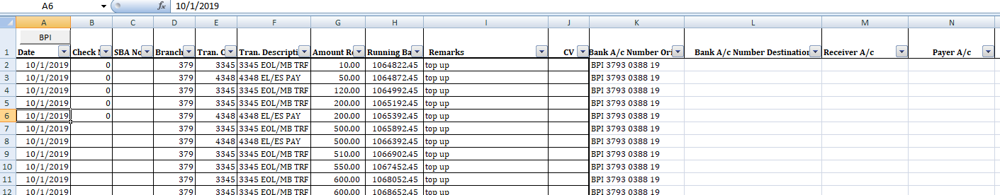 A6 fx 10/1/2019
A B C D E F G H I J K L M N
BPI
1 Date Check N SBA No Branch Tran. C Tran. Descripti Amount Re Running Ba Remarks CV Bank A/c Number Ori Bank A/c Number Destination Receiver A/c Payer A/c
2 10/1/2019 0 379 3345 3345 EOL/MB TRF 10.00 1064822.45 top up BPI 3793 0388 19
3 10/1/2019 0 379 4348 4348 EL/ES PAY 50.00 1064872.45 top up BPI 3793 0388 19
4 10/1/2019 0 379 3345 3345 EOL/MB TRF 120.00 1064992.45 top up BPI 3793 0388 19
5 10/1/2019 0 379 3345 3345 EOL/MB TRF 200.00 1065192.45 top up BPI 3793 0388 19
6 10/1/2019 0 379 4348 4348 EL/ES PAY 200.00 1065392.45 top up BPI 3793 0388 19
7 10/1/2019 379 3345 3345 EOL/MB TRF 500.00 1065892.45 top up BPI 3793 0388 19
8 10/1/2019 379 4348 4348 EL/ES PAY 500.00 1066392.45 top up BPI 3793 0388 19
9 10/1/2019 379 3345 3345 EOL/MB TRF 510.00 1066902.45 top up BPI 3793 0388 19
10 10/1/2019 379 3345 3345 EOL/MB TRF 550.00 1067452.45 top up BPI 3793 0388 19
11 10/1/2019 379 3345 3345 EOL/MB TRF 600.00 1068052.45 top up BPI 3793 0388 19
12 10/1/2019 379 3345 3345 EOL/MB TRF 600.00 1068652.45 top up BPI 3793 0388 19